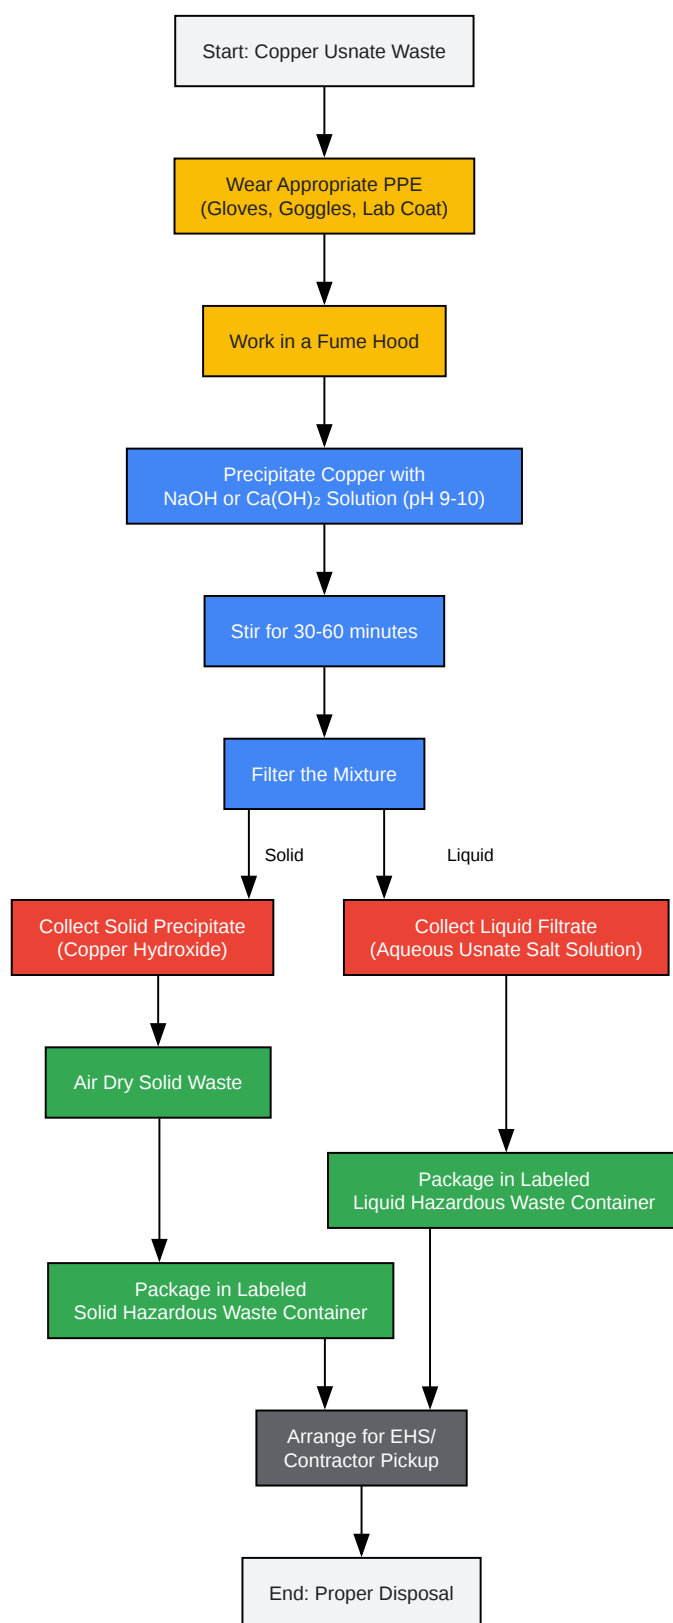 Start: Copper Usnate Waste
Wear Appropriate PPE
(Gloves, Goggles, Lab Coat)
Work in a Fume Hood
Precipitate Copper with
NaOH or Ca(OH)₂ Solution (pH 9-10)
Stir for 30-60 minutes
Filter the Mixture
Solid
Liquid
Collect Solid Precipitate
(Copper Hydroxide)
Collect Liquid Filtrate
(Aqueous Usnate Salt Solution)
Air Dry Solid Waste
Package in Labeled
Liquid Hazardous Waste Container
Package in Labeled
Solid Hazardous Waste Container
Arrange for EHS/
Contractor Pickup
End: Proper Disposal